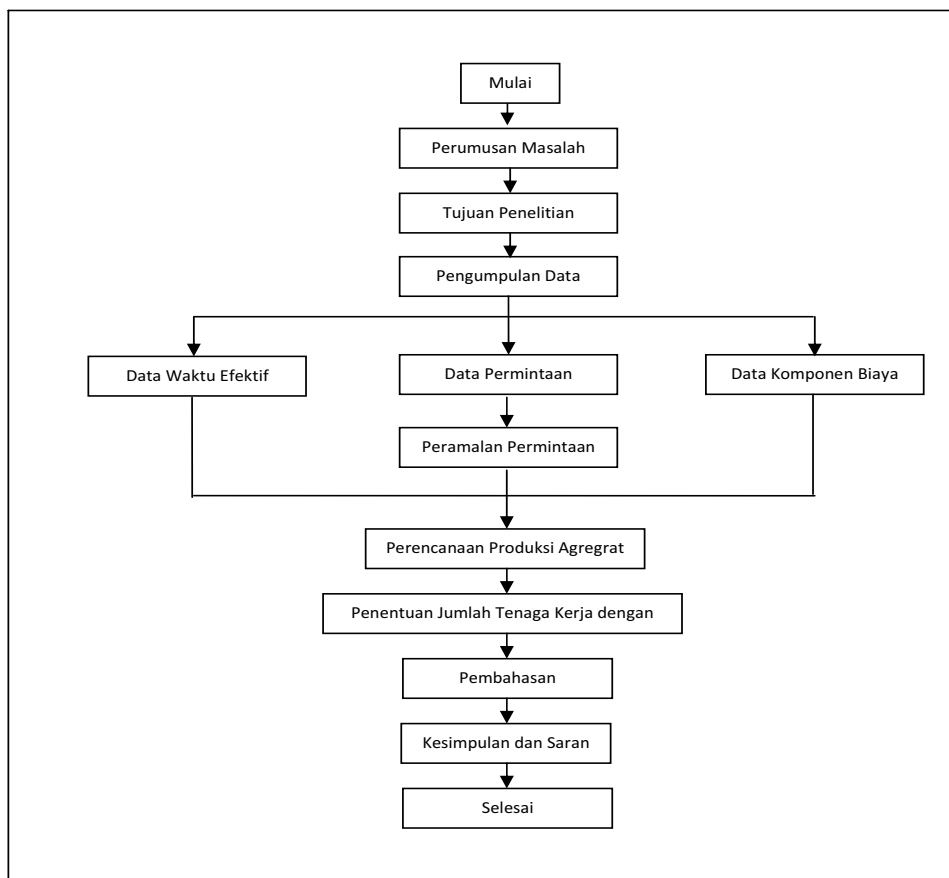 Mulai
Perumusan Masalah
Tujuan Penelitian
Pengumpulan Data
Data Waktu Efektif
Data Permintaan
Data Komponen Biaya
Peramalan Permintaan
Perencanaan Produksi Agregrat
Penentuan Jumlah Tenaga Kerja dengan
Pembahasan
Kesimpulan dan Saran
Selesai